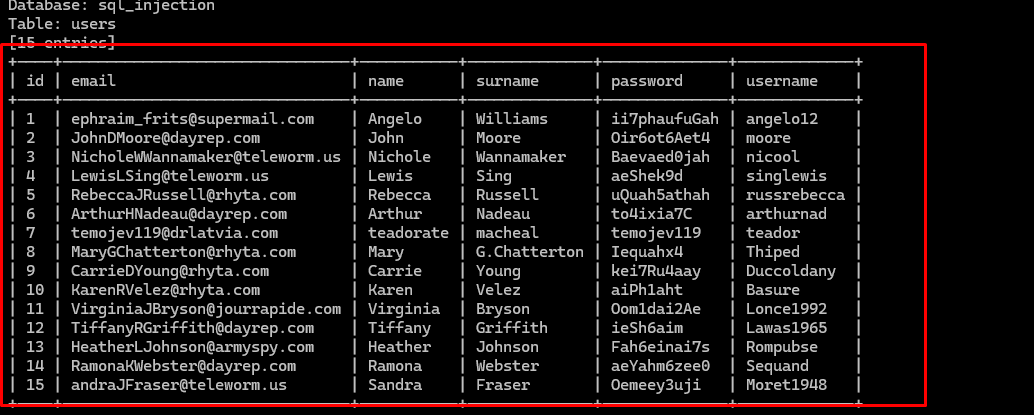 Database: sql_injection
Table: users
[15 entries]
+----+--------------------------------+-----------+--------------+--------------+-------------+
| id | email | name | surname | password | username |
+----+--------------------------------+-----------+--------------+--------------+-------------+
| 1 | ephraim_frits@supermail.com | Angelo | Williams | ii7phaufuGah | angelo12 |
| 2 | JohnDMoore@dayrep.com | John | Moore | Oir6ot6Aet4 | moore |
| 3 | NicholeWWannamaker@teleworm.us | Nichole | Wannamaker | Baevaed0jah | nicool |
| 4 | LewisLSing@teleworm.us | Lewis | Sing | aeShek9d | singlewis |
| 5 | RebeccaJRussell@rhyta.com | Rebecca | Russell | uQuah5athah | russrebecca |
| 6 | ArthurHNadeau@dayrep.com | Arthur | Nadeau | to4ixia7C | arthurnad |
| 7 | temojev119@drlatvia.com | teadorate | macheal | temojev119 | teador |
| 8 | MaryGChatterton@rhyta.com | Mary | G.Chatterton | Iequahx4 | Thiped |
| 9 | CarrieDYoung@rhyta.com | Carrie | Young | kei7Ru4aay | Duccoldany |
| 10 | KarenRVelez@rhyta.com | Karen | Velez | aiPh1aht | Basure |
| 11 | VirginiaJBryson@jourrapide.com | Virginia | Bryson | Oom1dai2Ae | Lonce1992 |
| 12 | TiffanyRGriffith@dayrep.com | Tiffany | Griffith | ieSh6aim | Lawas1965 |
| 13 | HeatherLJohnson@armyspy.com | Heather | Johnson | Fah6einai7s | Rompubse |
| 14 | RamonaKWebster@dayrep.com | Ramona | Webster | aeYahm6zee0 | Sequand |
| 15 | andraJFraser@teleworm.us | Sandra | Fraser | Oemeey3uji | Moret1948 |
+----+--------------------------------+-----------+--------------+--------------+-------------+